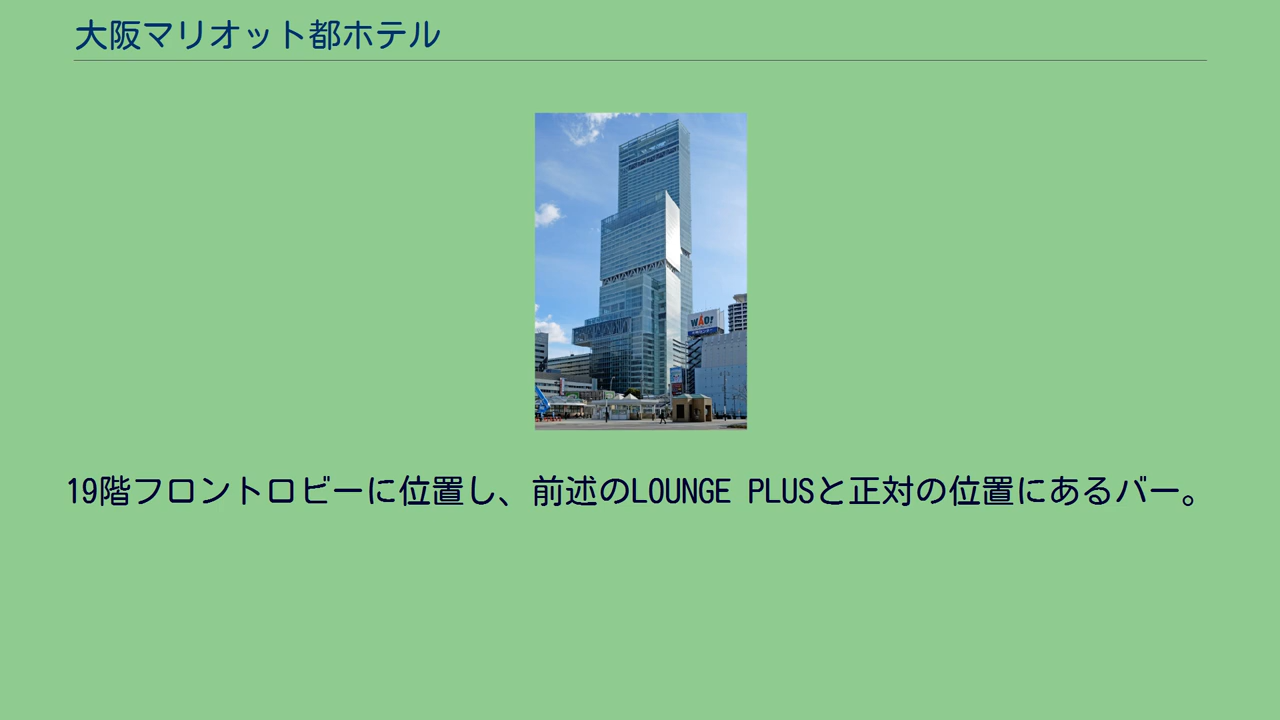 大阪マリオット都ホテル
WAO!
19階フロントロビーに位置し、前述のLOUNGE PLUSと正対の位置にあるバー。